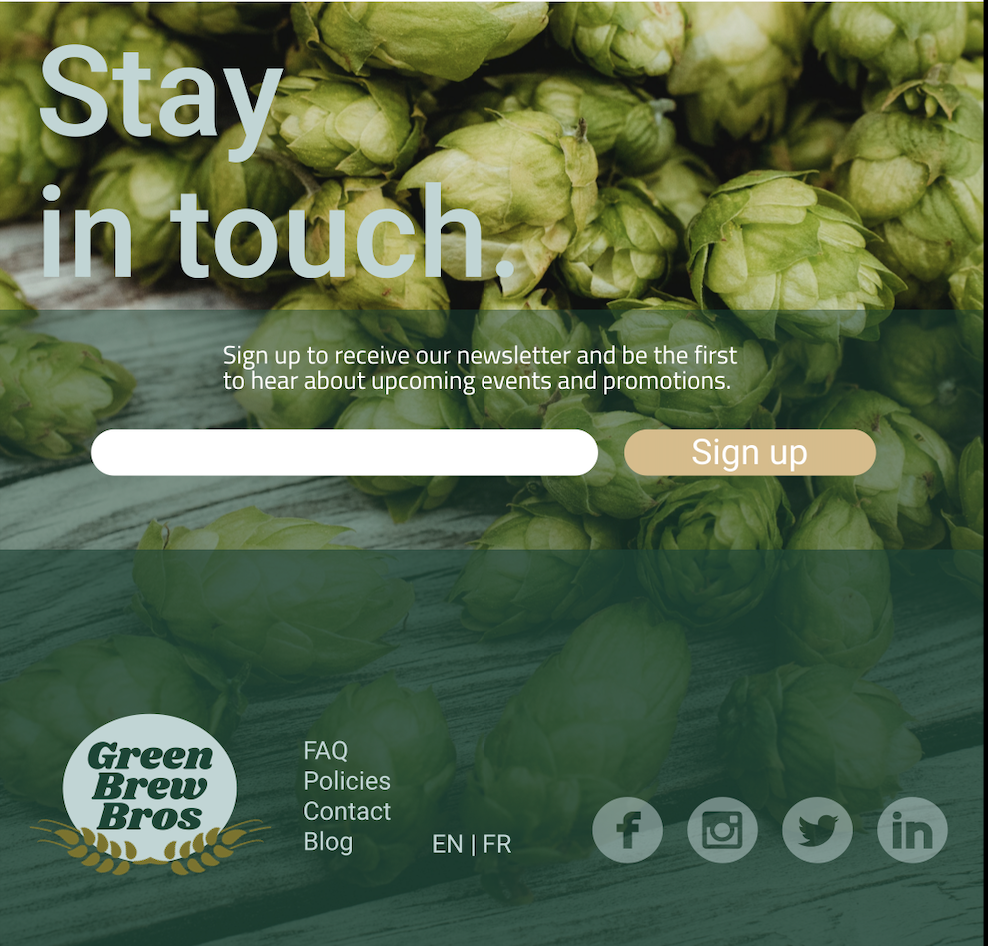 Stay
in touch.
Sign up to receive our newsletter and be the first
to hear about upcoming events and promotions.
Sign up
Green
Brew
Bros
FAQ
Policies
Contact
Blog
EN | FR
f
in